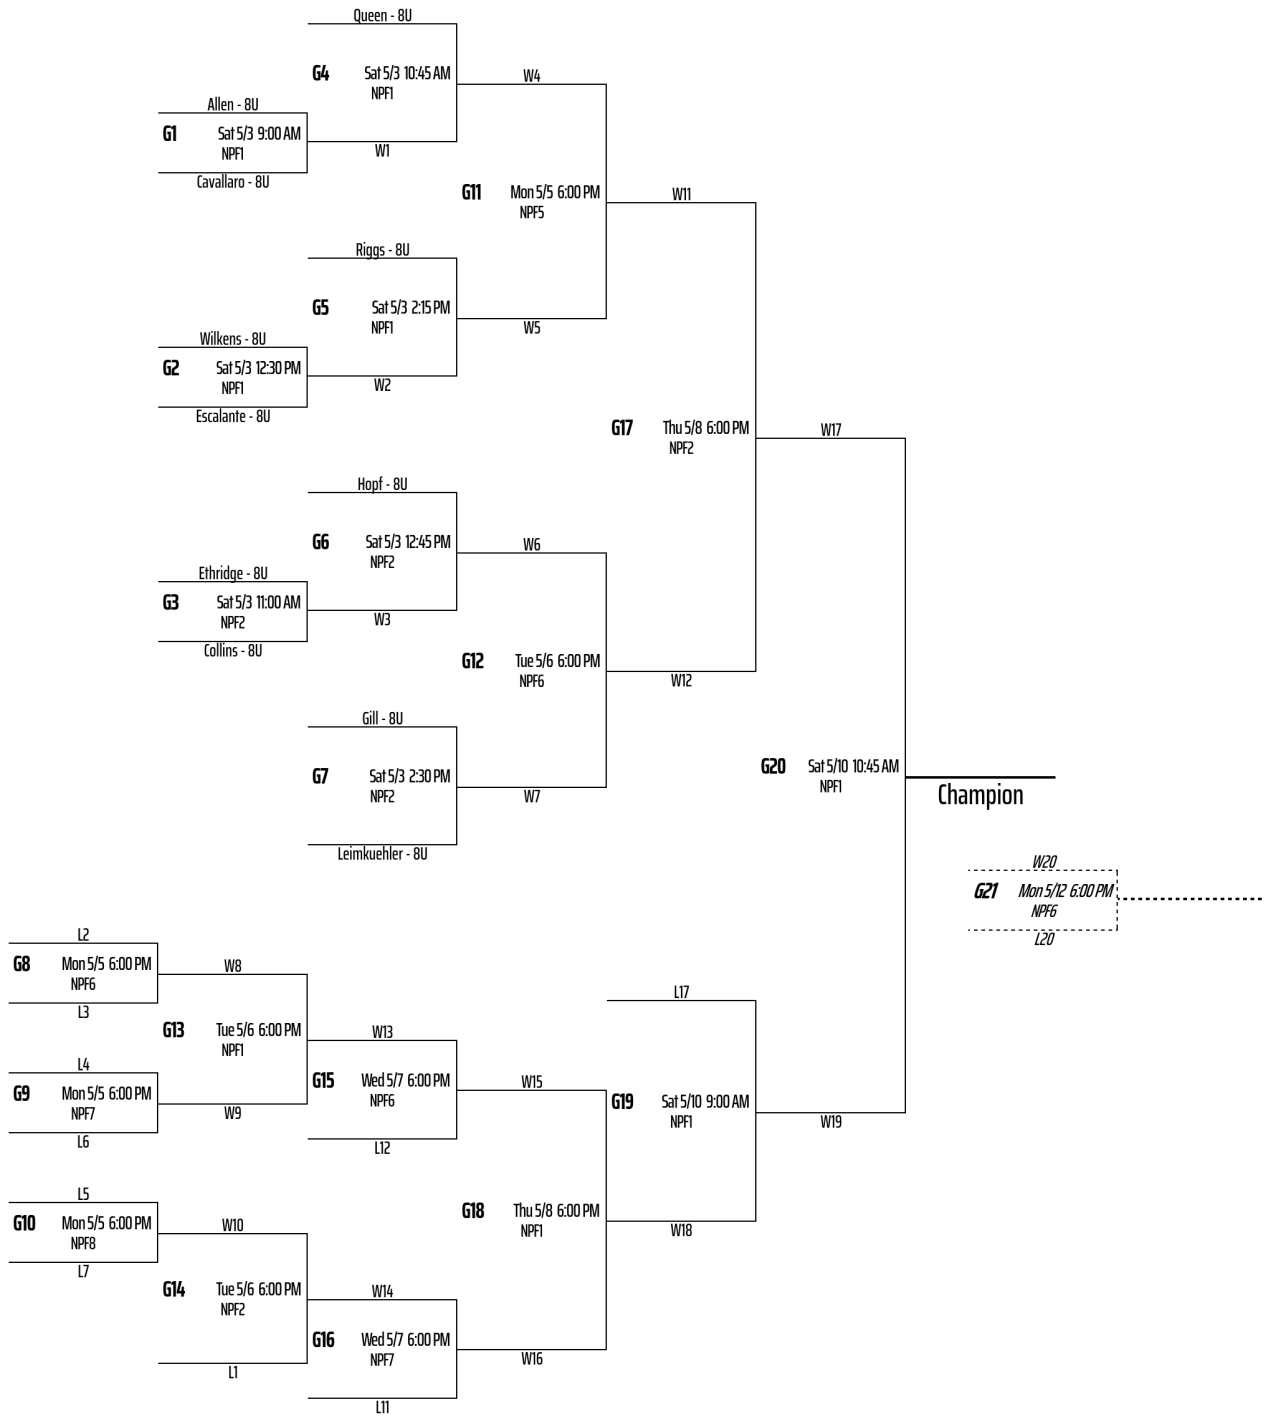 Queen - 8U
G4 Sat 5/3 10:45 AM
NPF1
W4
Allen - 8U
G1 Sat 5/3 9:00 AM
NPF1
W1
Cavallaro - 8U
G11 Mon 5/5 6:00 PM
NPF5
W11
Riggs - 8U
G5 Sat 5/3 2:15 PM
NPF1
W5
Wilkens - 8U
G2 Sat 5/3 12:30 PM
NPF1
W2
Escalante - 8U
G17 Thu 5/8 6:00 PM
NPF2
W17
Hopf - 8U
G6 Sat 5/3 12:45 PM
NPF2
W6
Ethridge - 8U
G3 Sat 5/3 11:00 AM
NPF2
W3
Collins - 8U
G12 Tue 5/6 6:00 PM
NPF6
W12
Gill - 8U
G7 Sat 5/3 2:30 PM
NPF2
W7
Leimkuehler - 8U
G20 Sat 5/10 10:45 AM
NPF1
Champion
W20
G21 Mon 5/12 6:00 PM
NPF6
L20
L2
G8 Mon 5/5 6:00 PM
NPF6
L3
W8
G13 Tue 5/6 6:00 PM
NPF1
W13
L4
G9 Mon 5/5 6:00 PM
NPF7
L6
W9
G15 Wed 5/7 6:00 PM
NPF6
W15
L12
L17
G19 Sat 5/10 9:00 AM
NPF1
W19
L5
G10 Mon 5/5 6:00 PM
NPF8
L7
W10
G18 Thu 5/8 6:00 PM
NPF1
W18
G14 Tue 5/6 6:00 PM
NPF2
L1
W14
G16 Wed 5/7 6:00 PM
NPF7
W16
L11